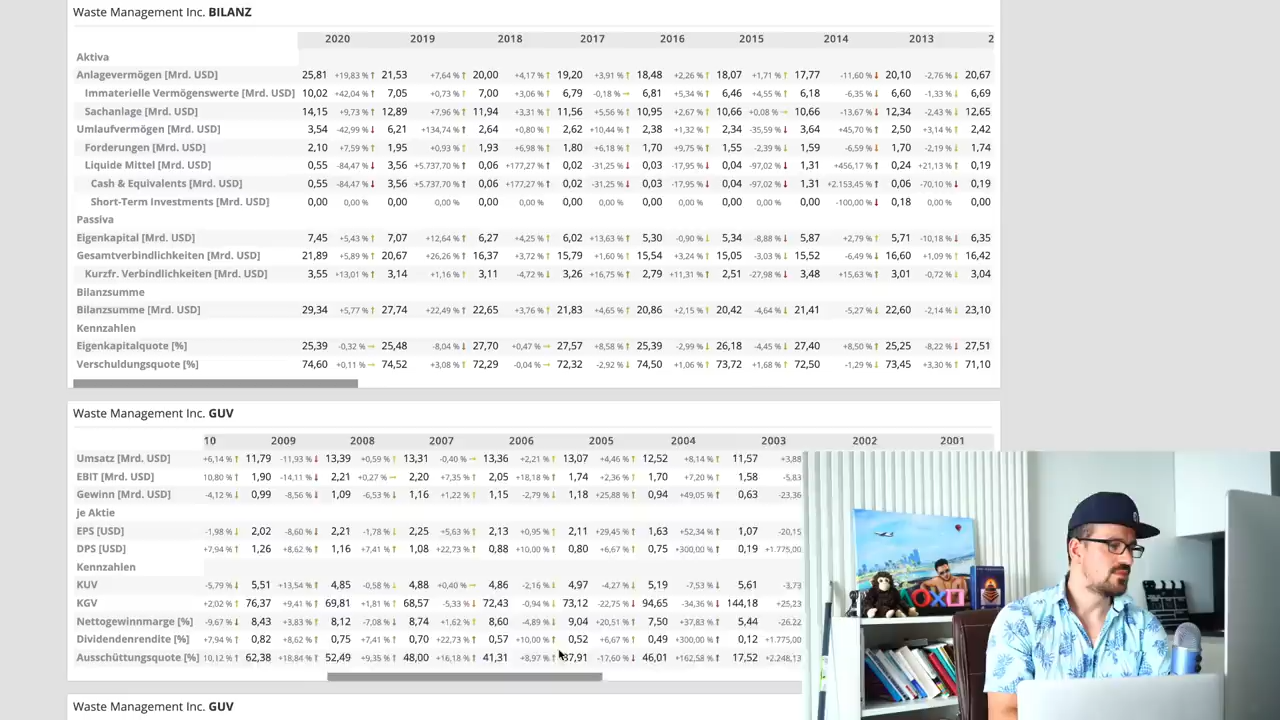 Waste Management Inc. BILANZ
2020 2019 2018 2017 2016 2015 2014 2013 2
Aktiva
Anlagevermögen [Mrd. USD] 25,81 +19,83 % 21,53 +7,64 % 20,00 +4,17 % 19,20 +3,91 % 18,48 +2,26 % 18,07 +1,71 % 17,77 -11,60 % 20,10 -2,76 % 20,67
Immaterielle Vermögenswerte [Mrd. USD] 10,02 +42,04 % 7,05 +0,73 % 7,00 +3,06 % 6,79 -0,18 % 6,81 +5,34 % 6,46 +4,55 % 6,18 -6,35 % 6,60 -1,33 % 6,69
Sachanlage [Mrd. USD] 14,15 +9,73 % 12,89 +7,96 % 11,94 +3,31 % 11,56 +5,56 % 10,95 +2,67 % 10,66 +0,08 % 10,66 -13,67 % 12,34 -2,43 % 12,65
Umlaufvermögen [Mrd. USD] 3,54 -42,99 % 6,21 +134,74 % 2,64 +0,80 % 2,62 +10,44 % 2,38 +1,32 % 2,34 -35,59 % 3,64 +45,70 % 2,50 +3,14 % 2,42
Forderungen [Mrd. USD] 2,10 +7,59 % 1,95 +0,93 % 1,93 +6,98 % 1,80 +6,18 % 1,70 +9,75 % 1,55 -2,39 % 1,59 -6,59 % 1,70 -2,19 % 1,74
Liquide Mittel [Mrd. USD] 0,55 -84,47 % 3,56 +5.737,70 % 0,06 +177,27 % 0,02 -31,25 % 0,03 -17,95 % 0,04 -97,02 % 1,31 +456,17 % 0,24 +21,13 % 0,19
Cash & Equivalents [Mrd. USD] 0,55 -84,47 % 3,56 +5.737,70 % 0,06 +177,27 % 0,02 -31,25 % 0,03 -17,95 % 0,04 -97,02 % 1,31 +2.153,45 % 0,06 -70,10 % 0,19
Short-Term Investments [Mrd. USD] 0,00 0,00 % 0,00 0,00 % 0,00 0,00 % 0,00 0,00 % 0,00 0,00 % 0,00 0,00 % 0,00 -100,00 % 0,18 0,00 % 0,00
Passiva
Eigenkapital [Mrd. USD] 7,45 +5,43 % 7,07 +12,64 % 6,27 +4,25 % 6,02 +13,63 % 5,30 -0,90 % 5,34 -8,88 % 5,87 +2,79 % 5,71 -10,18 % 6,35
Gesamtverbindlichkeiten [Mrd. USD] 21,89 +5,89 % 20,67 +26,26 % 16,37 +3,72 % 15,79 +1,60 % 15,54 +3,24 % 15,05 -3,03 % 15,52 -6,49 % 16,60 +1,09 % 16,42
Kurzfr. Verbindlichkeiten [Mrd. USD] 3,55 +13,01 % 3,14 +1,16 % 3,11 -4,72 % 3,26 +16,75 % 2,79 +11,31 % 2,51 -27,98 % 3,48 +15,63 % 3,01 -0,72 % 3,04
Bilanzsumme
Bilanzsumme [Mrd. USD] 29,34 +5,77 % 27,74 +22,49 % 22,65 +3,76 % 21,83 +4,65 % 20,86 +2,15 % 20,42 -4,64 % 21,41 -5,27 % 22,60 -2,14 % 23,10
Kennzahlen
Eigenkapitalquote [%] 25,39 -0,32 % 25,48 -8,04 % 27,70 +0,47 % 27,57 +8,58 % 25,39 -2,99 % 26,18 -4,45 % 27,40 +8,50 % 25,25 -8,22 % 27,51
Verschuldungsquote [%] 74,60 +0,11 % 74,52 +3,08 % 72,29 -0,04 % 72,32 -2,92 % 74,50 +1,06 % 73,72 +1,68 % 72,50 -1,29 % 73,45 +3,30 % 71,10
Waste Management Inc. GUV
10 2009 2008 2007 2006 2005 2004 2003 2002 2001
Umsatz [Mrd. USD] +6,14 % 11,79 -11,93 % 13,39 +0,59 % 13,31 -0,40 % 13,36 +2,21 % 13,07 +4,46 % 12,52 +8,14 % 11,57 +3,88
EBIT [Mrd. USD] 10,80 % 1,90 -14,11 % 2,21 +0,27 % 2,20 +7,35 % 2,05 +18,18 % 1,74 +2,36 % 1,70 +7,20 % 1,58 -5,83
Gewinn [Mrd. USD] -4,12 % 0,99 -8,56 % 1,09 -6,53 % 1,16 +1,22 % 1,15 -2,79 % 1,18 +25,88 % 0,94 +49,05 % 0,63 -23,36
je Aktie
EPS [USD] -1,98 % 2,02 -8,60 % 2,21 -1,78 % 2,25 +5,63 % 2,13 +0,95 % 2,11 +29,45 % 1,63 +52,34 % 1,07 -20,15
DPS [USD] +7,94 % 1,26 +8,62 % 1,16 +7,41 % 1,08 +22,73 % 0,88 +10,00 % 0,80 +6,67 % 0,75 +300,00 % 0,19 +1.775,00
Kennzahlen
KUV -5,79 % 5,51 +13,54 % 4,85 -0,58 % 4,88 +0,40 % 4,86 -2,16 % 4,97 -4,27 % 5,19 -7,53 % 5,61 -3,73
KGV +2,02 % 76,37 +9,41 % 69,81 +1,81 % 68,57 -5,33 % 72,43 -0,94 % 73,12 -22,75 % 94,65 -34,36 % 144,18 +25,23
Nettogewinnmarge [%] -9,67 % 8,43 +3,83 % 8,12 -7,08 % 8,74 +1,62 % 8,60 -4,89 % 9,04 +20,51 % 7,50 +37,83 % 5,44 -26,22
Dividendenrendite [%] +7,94 % 0,82 +8,62 % 0,75 +7,41 % 0,70 +22,73 % 0,57 +10,00 % 0,52 +6,67 % 0,49 +300,00 % 0,12 +1.775,00
Ausschüttungsquote [%] 10,12 % 62,38 +18,84 % 52,49 +9,35 % 48,00 +16,18 % 41,31 +8,97 % 37,91 -17,60 % 46,01 +162,58 % 17,52 +2.248,13
Waste Management Inc. GUV